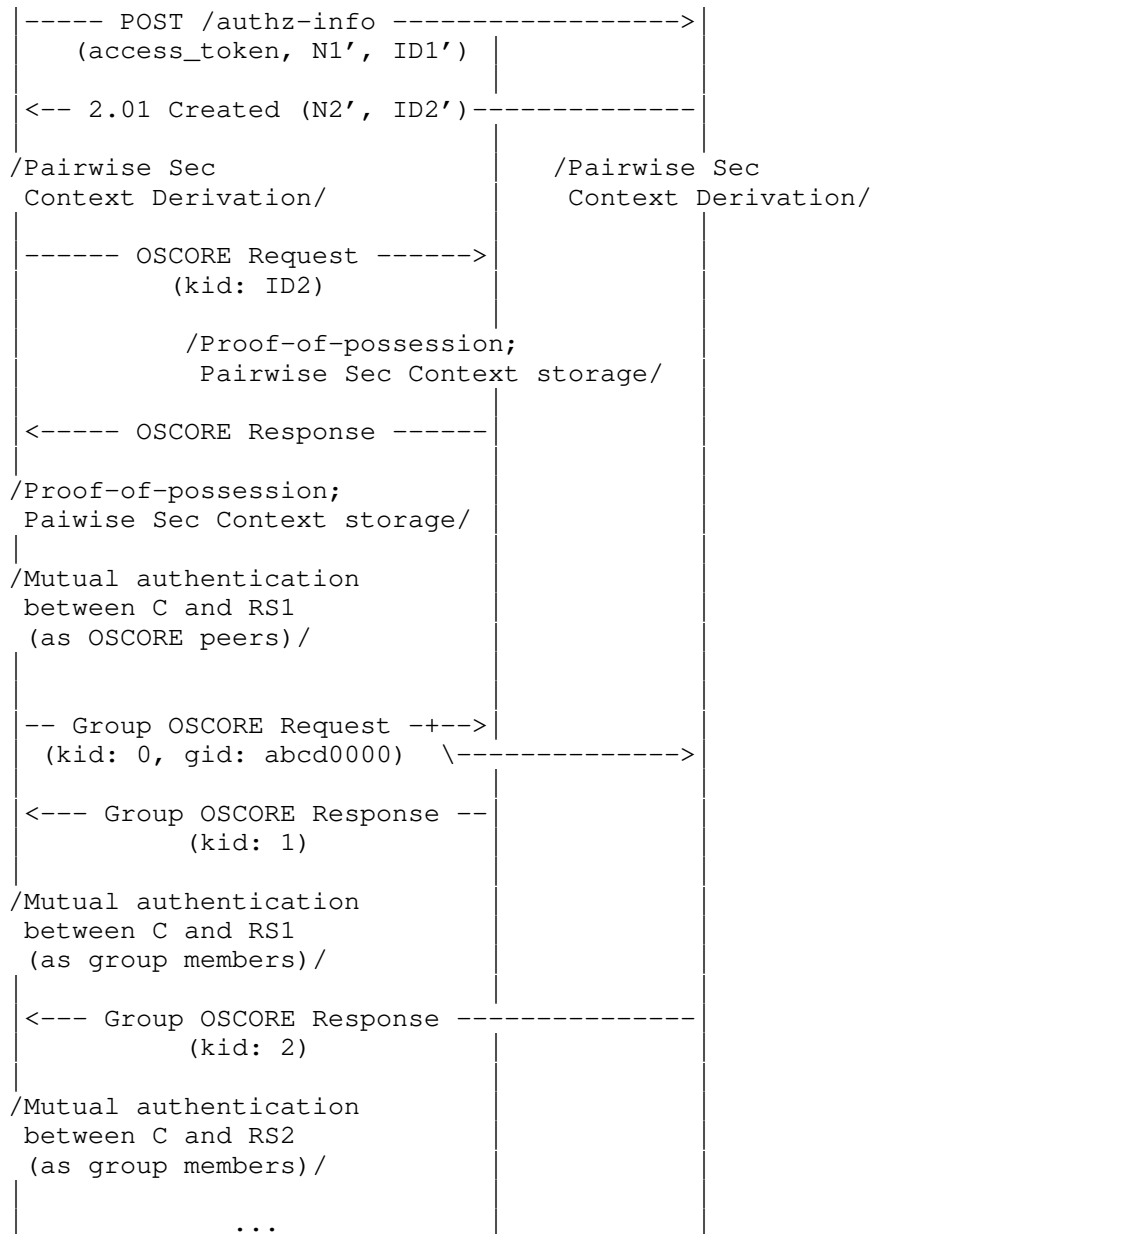 |----- POST /authz-info ------------------>|
(access_token, N1', ID1')
<-- 2.01 Created (N2', ID2')--------------
/Pairwise Sec /Pairwise Sec
Context Derivation/ Context Derivation/
------ OSCORE Request ------>
(kid: ID2)
/Proof-of-possession;
Pairwise Sec Context storage/
<----- OSCORE Response ------
/Proof-of-possession;
Paiwise Sec Context storage/
/Mutual authentication
between C and RS1
(as OSCORE peers)/
-- Group OSCORE Request -+-->
(kid: 0, gid: abcd0000) \-------------->
<--- Group OSCORE Response --
(kid: 1)
/Mutual authentication
between C and RS1
(as group members)/
<--- Group OSCORE Response ---------------
(kid: 2)
/Mutual authentication
between C and RS2
(as group members)/
...